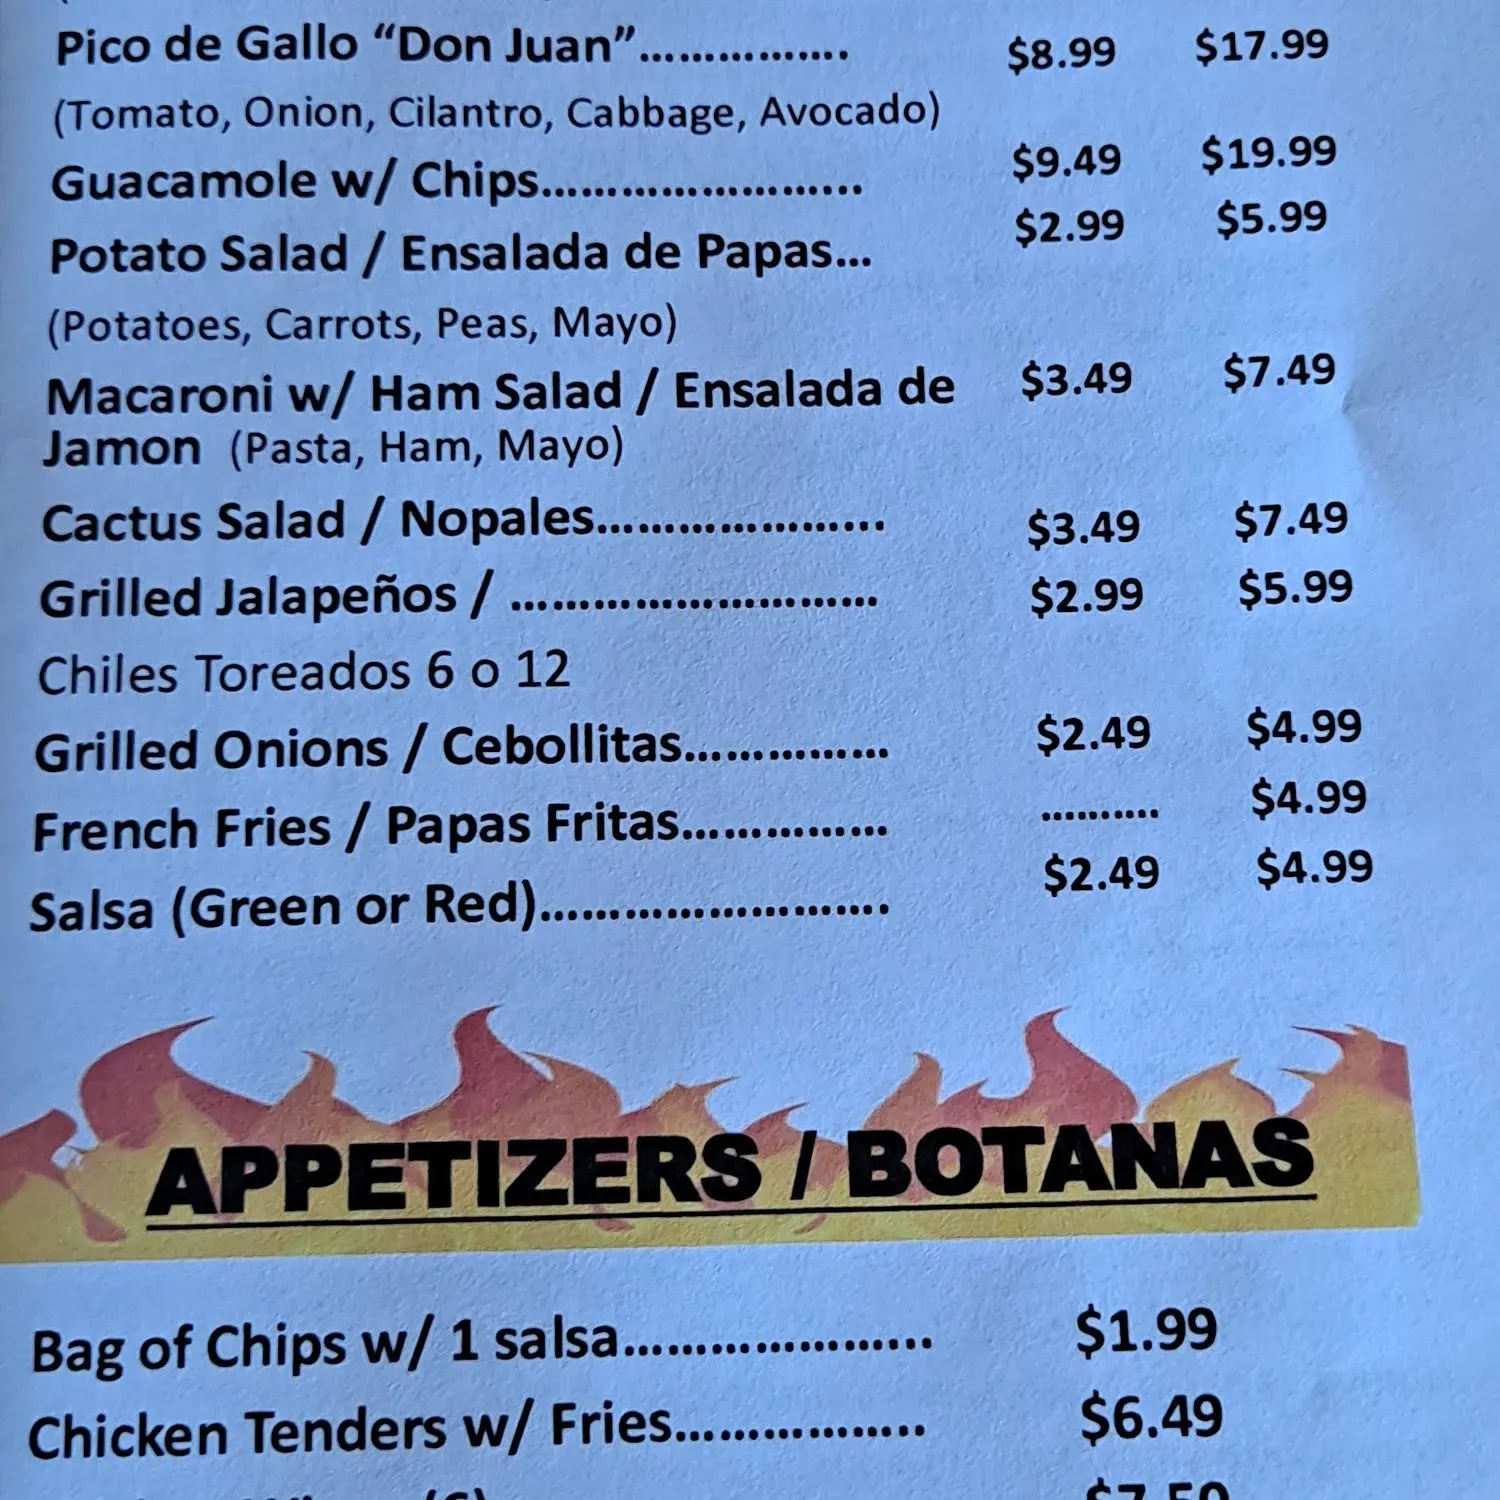 Pico de Gallo “Don Juan”................ $8.99 $17.99
(Tomato, Onion, Cilantro, Cabbage, Avocado)
Guacamole w/ Chips........................ $9.49 $19.99
Potato Salad / Ensalada de Papas... $2.99 $5.99
(Potatoes, Carrots, Peas, Mayo)
Macaroni w/ Ham Salad / Ensalada de $3.49 $7.49
Jamon (Pasta, Ham, Mayo)
Cactus Salad / Nopales...................... $3.49 $7.49
Grilled Jalapeños / ........................... $2.99 $5.99
Chiles Toreados 6 o 12
Grilled Onions / Cebollitas............... $2.49 $4.99
French Fries / Papas Fritas............... .......... $4.99
Salsa (Green or Red).......................... $2.49 $4.99
APPETIZERS / BOTANAS
Bag of Chips w/ 1 salsa.................... $1.99
Chicken Tenders w/ Fries................. $6.49